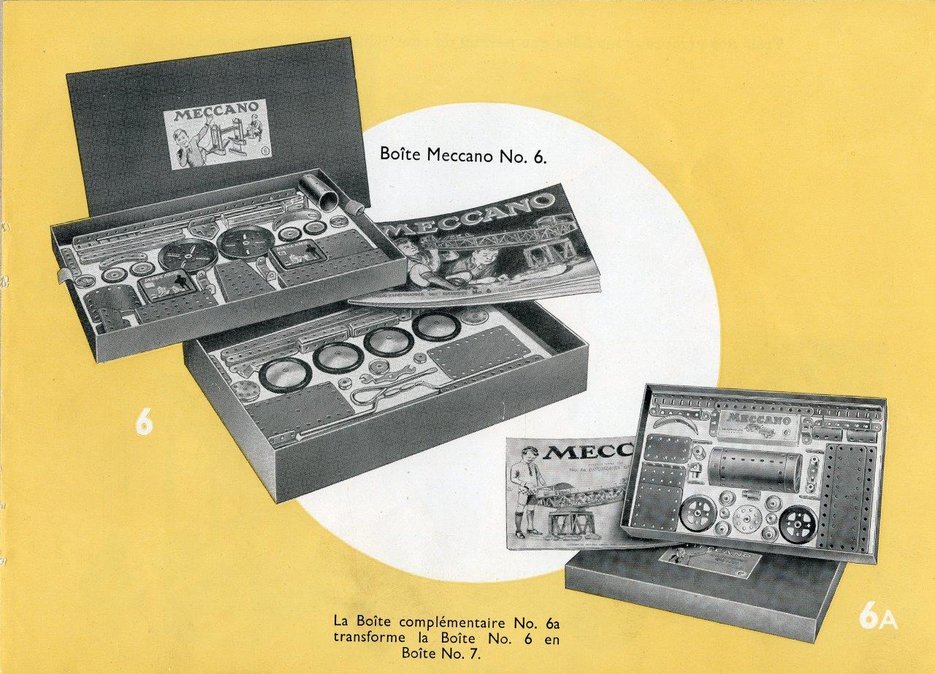 MECCANO
Boîte Meccano No. 6.
MECCANO
6
MECCANO
MECC
6A
La Boîte complémentaire No. 6a
transforme la Boîte No. 6 en
Boîte No. 7.